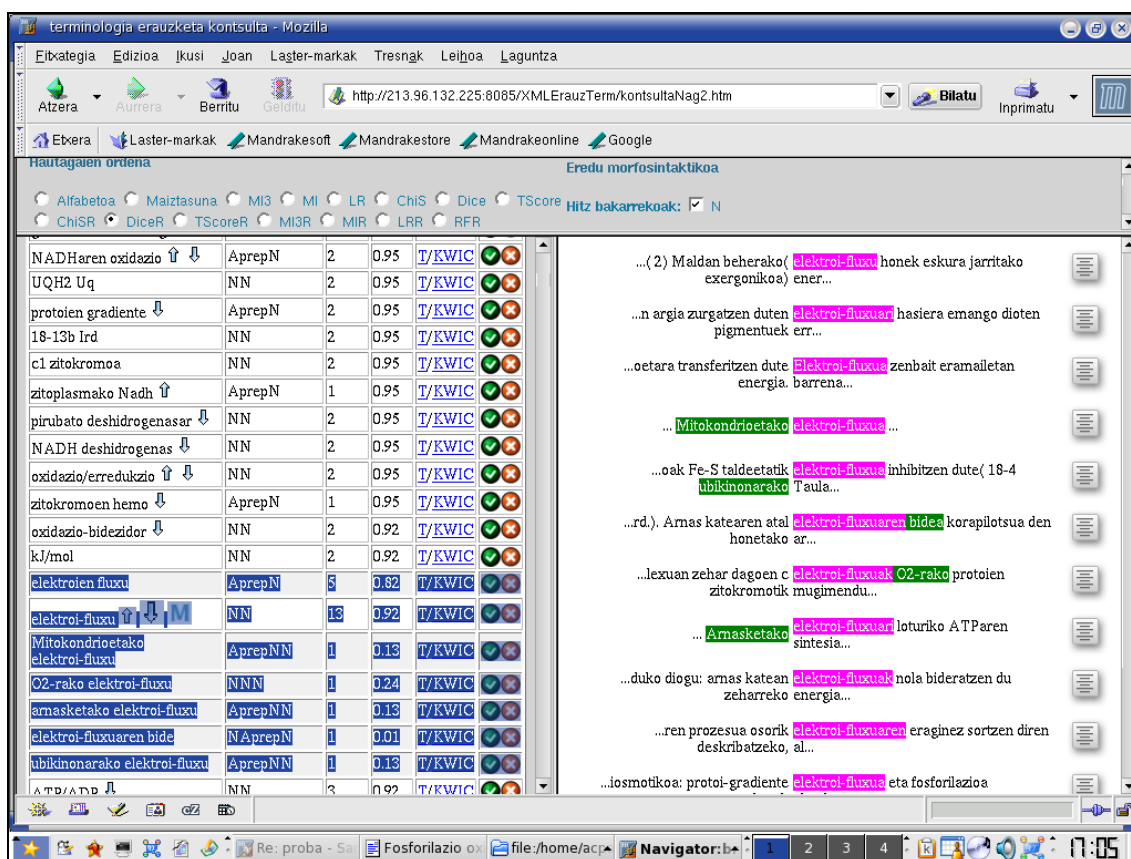 terminologia erauzketa kontsulta - Mozilla
Fitxategia Edizioa Ikusi Joan Laster-markak Tresnak Leihoa Laguntza
Atzera Aurrera Berritu Gelditu http://213.96.132.225:8085/XMLErauzTerm/kontsultaNag2.htm Bilatu Inprimatu
Etxera Laster-markak Mandrakesoft Mandrakestore Mandrakeonline Google
Hautagaien ordena
Alfabetoa Maiztasuna MI3 MI LR ChiS Dice TScore
ChiSR DiceR TScoreR MI3R MIR LRR RFR
Eredu morfosintaktikoa
Hitz bakarrekoak: N
NADHaren oxidazio AprepN 2 0.95 T/KWIC
UQH2 Uq NN 2 0.95 T/KWIC
protoien gradiente AprepN 2 0.95 T/KWIC
18-13b Ird NN 2 0.95 T/KWIC
c1 zitokromoa NN 2 0.95 T/KWIC
zitoplasmako Nadh AprepN 1 0.95 T/KWIC
pirubato deshidrogenasar NN 2 0.95 T/KWIC
NADH deshidrogenas NN 2 0.95 T/KWIC
oxidazio/erredukzio NN 2 0.95 T/KWIC
zitokromoen hemo AprepN 1 0.95 T/KWIC
oxidazio-bidezidor NN 2 0.92 T/KWIC
kJ/mol NN 2 0.92 T/KWIC
elektroien fluxu AprepN 5 0.82 T/KWIC
elektroi-fluxu M NN 13 0.92 T/KWIC
Mitokondrioetako
elektroi-fluxu AprepNN 1 0.13 T/KWIC
O2-rako elektroi-fluxu NNN 1 0.24 T/KWIC
arnasketako elektroi-fluxu AprepNN 1 0.13 T/KWIC
elektroi-fluxuaren bide NAprepN 1 0.01 T/KWIC
ubikinonarako elektroi-fluxu AprepNN 1 0.13 T/KWIC
ATP/ADP NN 3 0.92 T/KWIC
...( 2) Maldan beherako( elektroi-fluxu honek eskura jarritako
exergonikoa) ener...
...n argia zurgatzen duten elektroi-fluxuari hasiera emango dioten
pigmentuek err...
...oetara transferitzen dute Elektroi-fluxua zenbait eramailetan
energia. barrena...
... Mitokondrioetako elektroi-fluxua ...
...oak Fe-S taldeetatik elektroi-fluxua inhibitzen dute( 18-4
ubikinonarako Taula...
...rd.). Arnas katearen atal elektroi-fluxuaren bidea korapilotsua den
honetako ar...
...lexuan zehar dagoen c elektroi-fluxuak O2-rako protoien
zitokromotik mugimendu...
... Arnasketako elektroi-fluxuari loturiko ATParen
sintesia...
...duko diogu: arnas katean elektroi-fluxuak nola bideratzen du
zeharreko energia...
...ren prozesua osorik elektroi-fluxuaren eraginez sortzen diren
deskribatzeko, al...
...iosmotikoa: protoi-gradiente elektroi-fluxua eta fosforilazioa
Re: proba - Sa Fosforilazio ox file:/home/acp Navigator:b 1 2 3 4 17:05